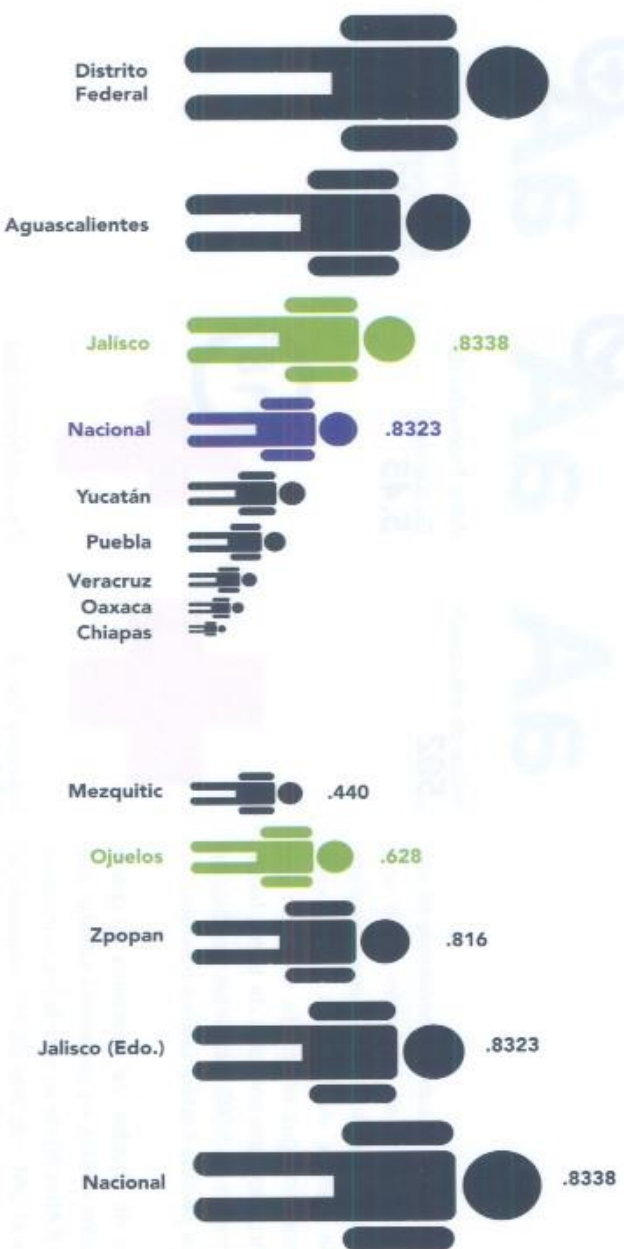 Distrito
Federal
Aguascalientes
Jalisco .8338
Nacional .8323
Yucatán
Puebla
Veracruz
Oaxaca
Chiapas
Mezquitic .440
Ojuelos .628
Zpopan .816
Jalisco (Edo.) .8323
Nacional .8338